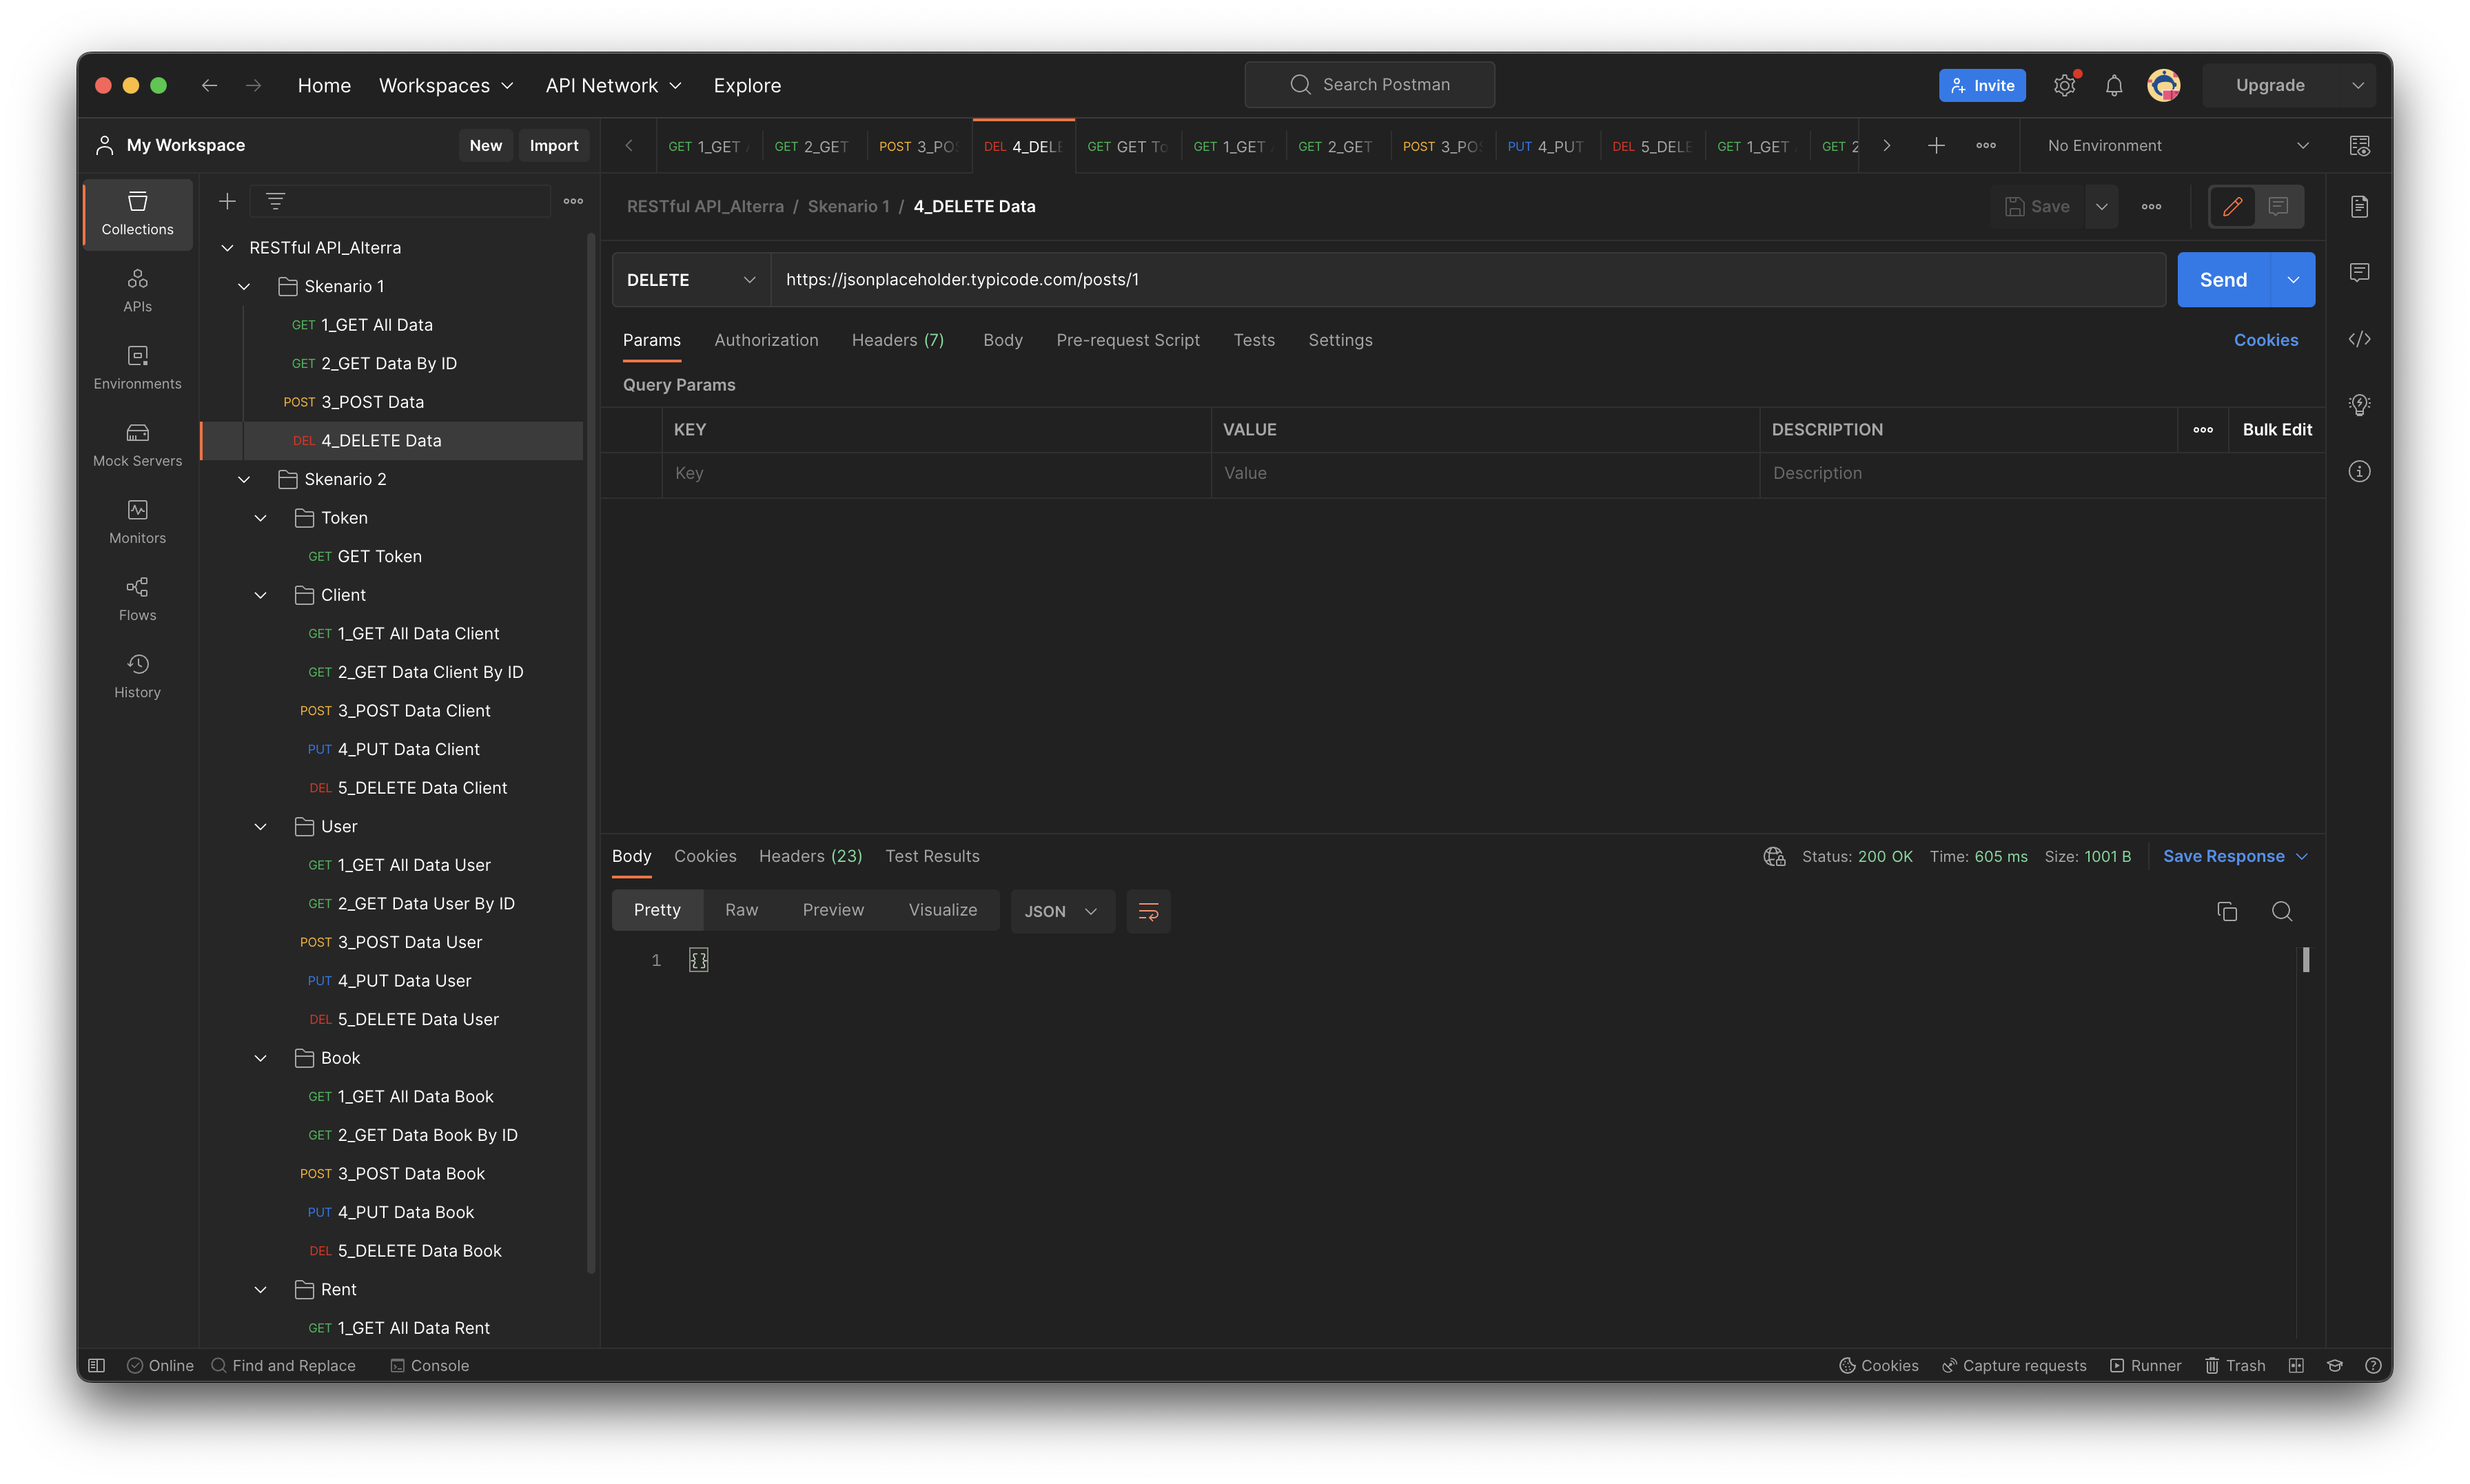 Home Workspaces API Network Explore Search Postman Invite Upgrade
My Workspace New Import
GET 1_GET GET 2_GET POST 3_PO DEL 4_DEL GET GET To GET 1_GET GET 2_GET POST 3_PO PUT 4_PUT DEL 5_DELE GET 1_GET GET 2 No Environment
Collections
APIs
Environments
Mock Servers
Monitors
Flows
History
RESTful API_Alterra
Skenario 1
GET 1_GET All Data
GET 2_GET Data By ID
POST 3_POST Data
DEL 4_DELETE Data
Skenario 2
Token
GET GET Token
Client
GET 1_GET All Data Client
GET 2_GET Data Client By ID
POST 3_POST Data Client
PUT 4_PUT Data Client
DEL 5_DELETE Data Client
User
GET 1_GET All Data User
GET 2_GET Data User By ID
POST 3_POST Data User
PUT 4_PUT Data User
DEL 5_DELETE Data User
Book
GET 1_GET All Data Book
GET 2_GET Data Book By ID
POST 3_POST Data Book
PUT 4_PUT Data Book
DEL 5_DELETE Data Book
Rent
GET 1_GET All Data Rent
RESTful API_Alterra / Skenario 1 / 4_DELETE Data Save
DELETE https://jsonplaceholder.typicode.com/posts/1 Send
Params Authorization Headers (7) Body Pre-request Script Tests Settings Cookies
Query Params
KEY VALUE DESCRIPTION Bulk Edit
Key Value Description
Body Cookies Headers (23) Test Results Status: 200 OK Time: 605 ms Size: 1001 B Save Response
Pretty Raw Preview Visualize JSON
1 {}
Online Find and Replace Console Cookies Capture requests Runner Trash